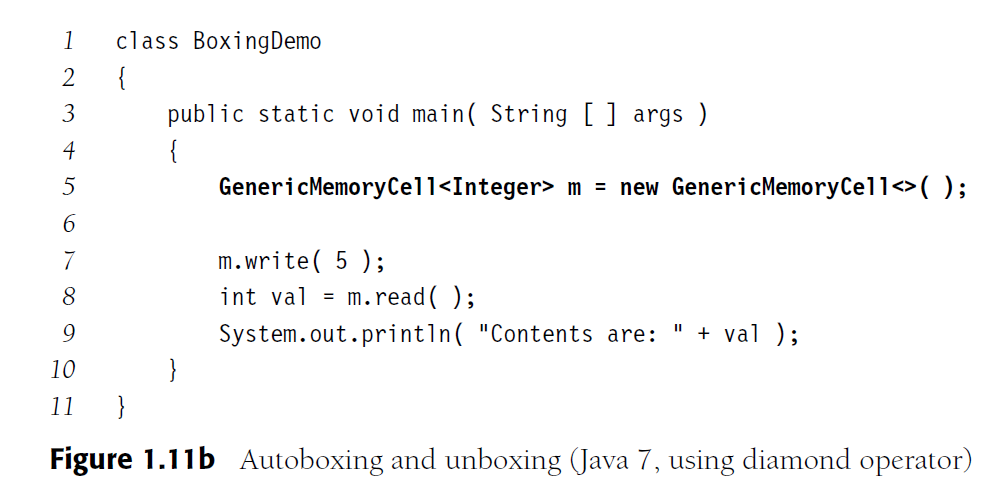 1 class BoxingDemo
2 {
3 public static void main( String [ ] args )
4 {
5 GenericMemoryCell<Integer> m = new GenericMemoryCell<>( );
6
7 m.write( 5 );
8 int val = m.read( );
9 System.out.println( "Contents are: " + val );
10 }
11 }
Figure 1.11b Autoboxing and unboxing (Java 7, using diamond operator)